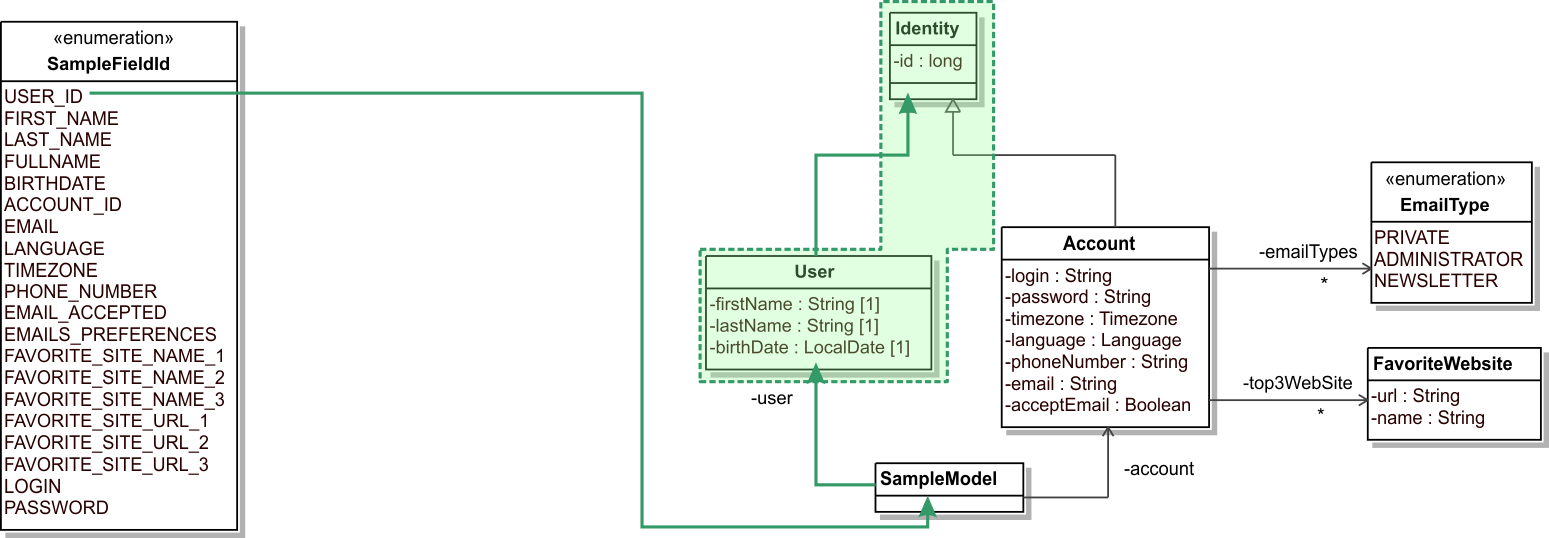 «enumeration»
SampleFieldId
USER_ID
FIRST_NAME
LAST_NAME
FULLNAME
BIRTHDATE
ACCOUNT_ID
EMAIL
LANGUAGE
TIMEZONE
PHONE_NUMBER
EMAIL_ACCEPTED
EMAILS_PREFERENCES
FAVORITE_SITE_NAME_1
FAVORITE_SITE_NAME_2
FAVORITE_SITE_NAME_3
FAVORITE_SITE_URL_1
FAVORITE_SITE_URL_2
FAVORITE_SITE_URL_3
LOGIN
PASSWORD
Identity
-id : long
User
-firstName : String [1]
-lastName : String [1]
-birthDate : LocalDate [1]
-user
SampleModel
-account
Account
-login : String
-password : String
-timezone : Timezone
-language : Language
-phoneNumber : String
-email : String
-acceptEmail : Boolean
-emailTypes
*
-top3WebSite
*
«enumeration»
EmailType
PRIVATE
ADMINISTRATOR
NEWSLETTER
FavoriteWebsite
-url : String
-name : String